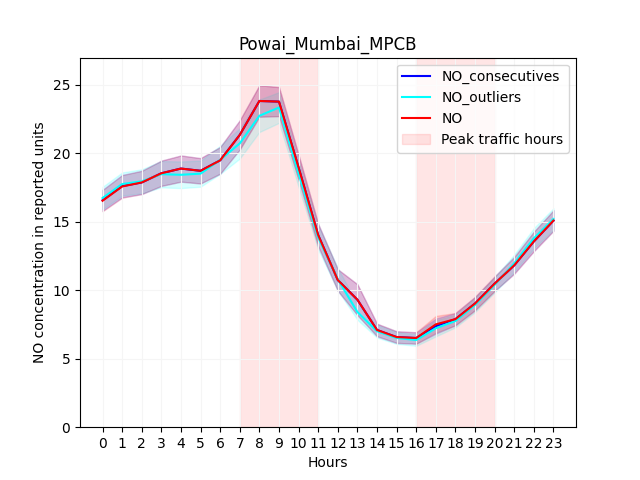 Powai_Mumbai_MPCB
NO concentration in reported units
25
20
15
10
5
0
NO_consecutives
NO_outliers
NO
Peak traffic hours
0 1 2 3 4 5 6 7 8 9 10 11 12 13 14 15 16 17 18 19 20 21 22 23
Hours